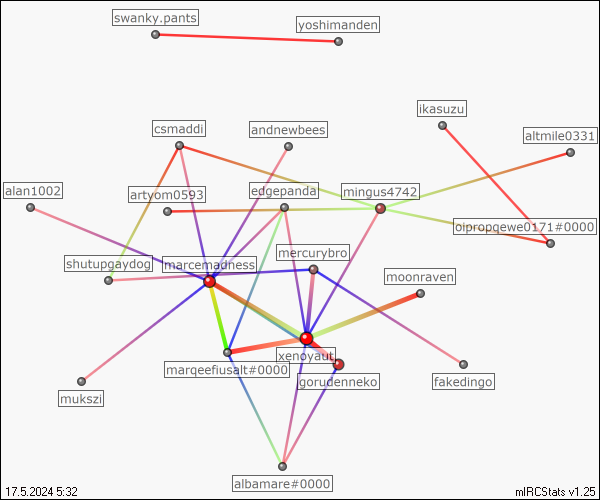 swanky.pants
yoshimanden
ikasuzu
csmaddi
andnewbees
altmile0331
alan1002
artyom0593
edgepanda
mingus4742
oipropgewe0171#0000
mercurybro
shutupgaydog
marcemadness
moonraven
xenoyaut
marqeefiusalt#0000
gorudenneko
fakedingo
mukszi
albamare#0000
17.5.2024 5:32
mIRCStats v1.25